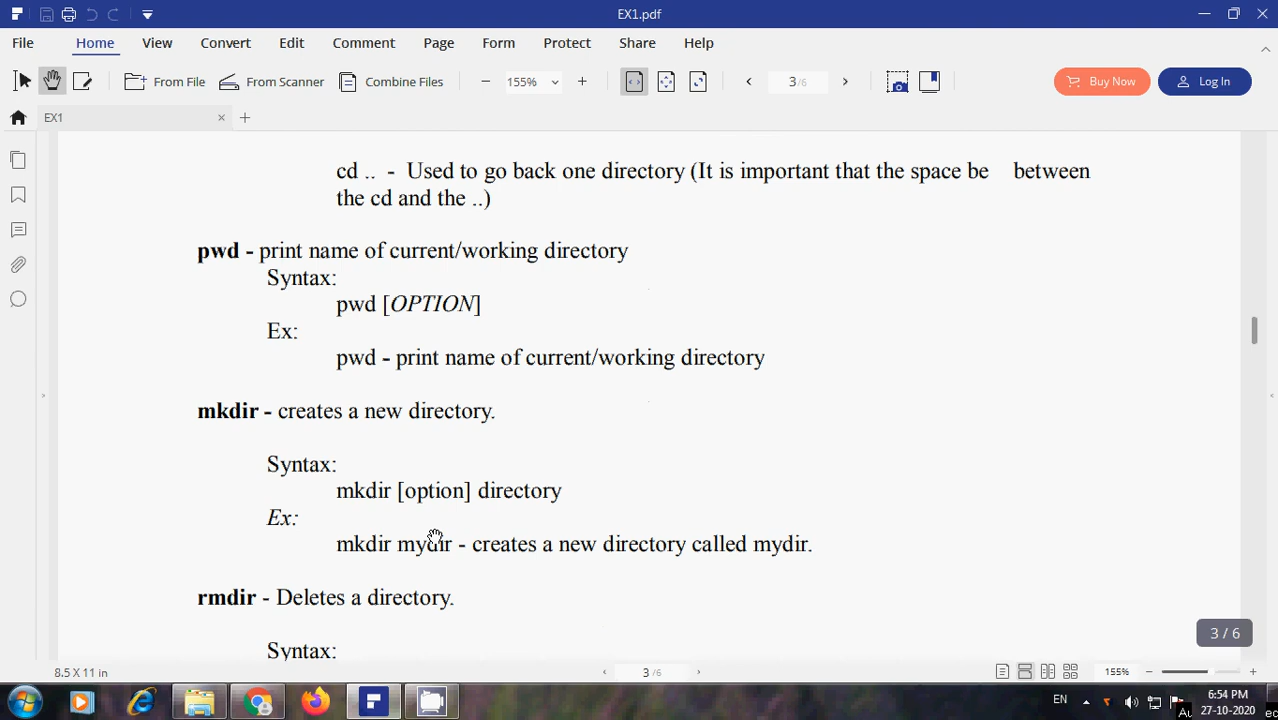 EX1.pdf
File Home View Convert Edit Comment Page Form Protect Share Help
From File From Scanner Combine Files 155% 3/6 Buy Now Log In
EX1
cd .. - Used to go back one directory (It is important that the space be between
the cd and the ..)
pwd - print name of current/working directory
Syntax:
pwd [OPTION]
Ex:
pwd - print name of current/working directory
mkdir - creates a new directory.
Syntax:
mkdir [option] directory
Ex:
mkdir mydir - creates a new directory called mydir.
rmdir - Deletes a directory.
Syntax:
3 / 6
8.5 X 11 in 3/6 155%
EN 6:54 PM
27-10-2020